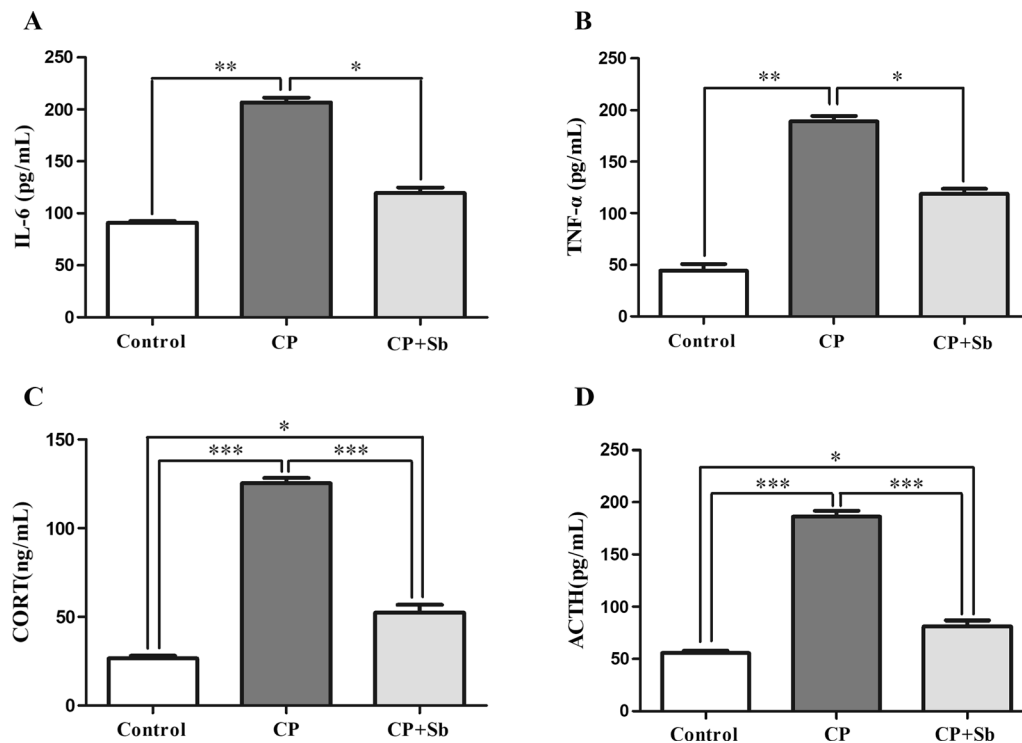 A
IL-6 (pg/mL)
250
200
150
100
50
0
** *
Control CP CP+Sb
B
TNF-α (pg/mL)
250
200
150
100
50
0
** *
Control CP CP+Sb
C
CORT(ng/mL)
150
100
50
0
*
*** ***
Control CP CP+Sb
D
ACTH(pg/mL)
250
200
150
100
50
0
*
*** ***
Control CP CP+Sb